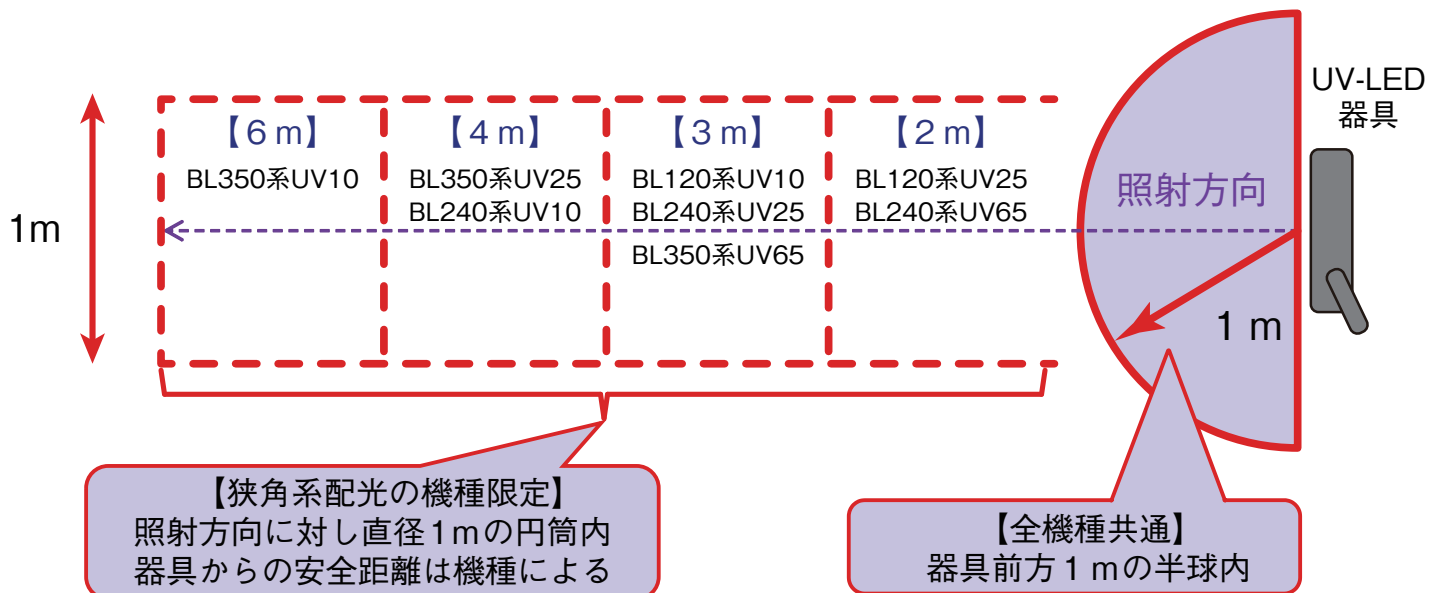 UV-LED
器具
【6 m】
【4 m】
【3 m】
【2 m】
BL350系UV10
BL350系UV25
BL240系UV10
BL120系UV10
BL240系UV25
BL350系UV65
BL120系UV25
BL240系UV65
照射方向
1m
1 m
【狭角系配光の機種限定】
照射方向に対し直径1mの円筒内
器具からの安全距離は機種による
【全機種共通】
器具前方1 mの半球内